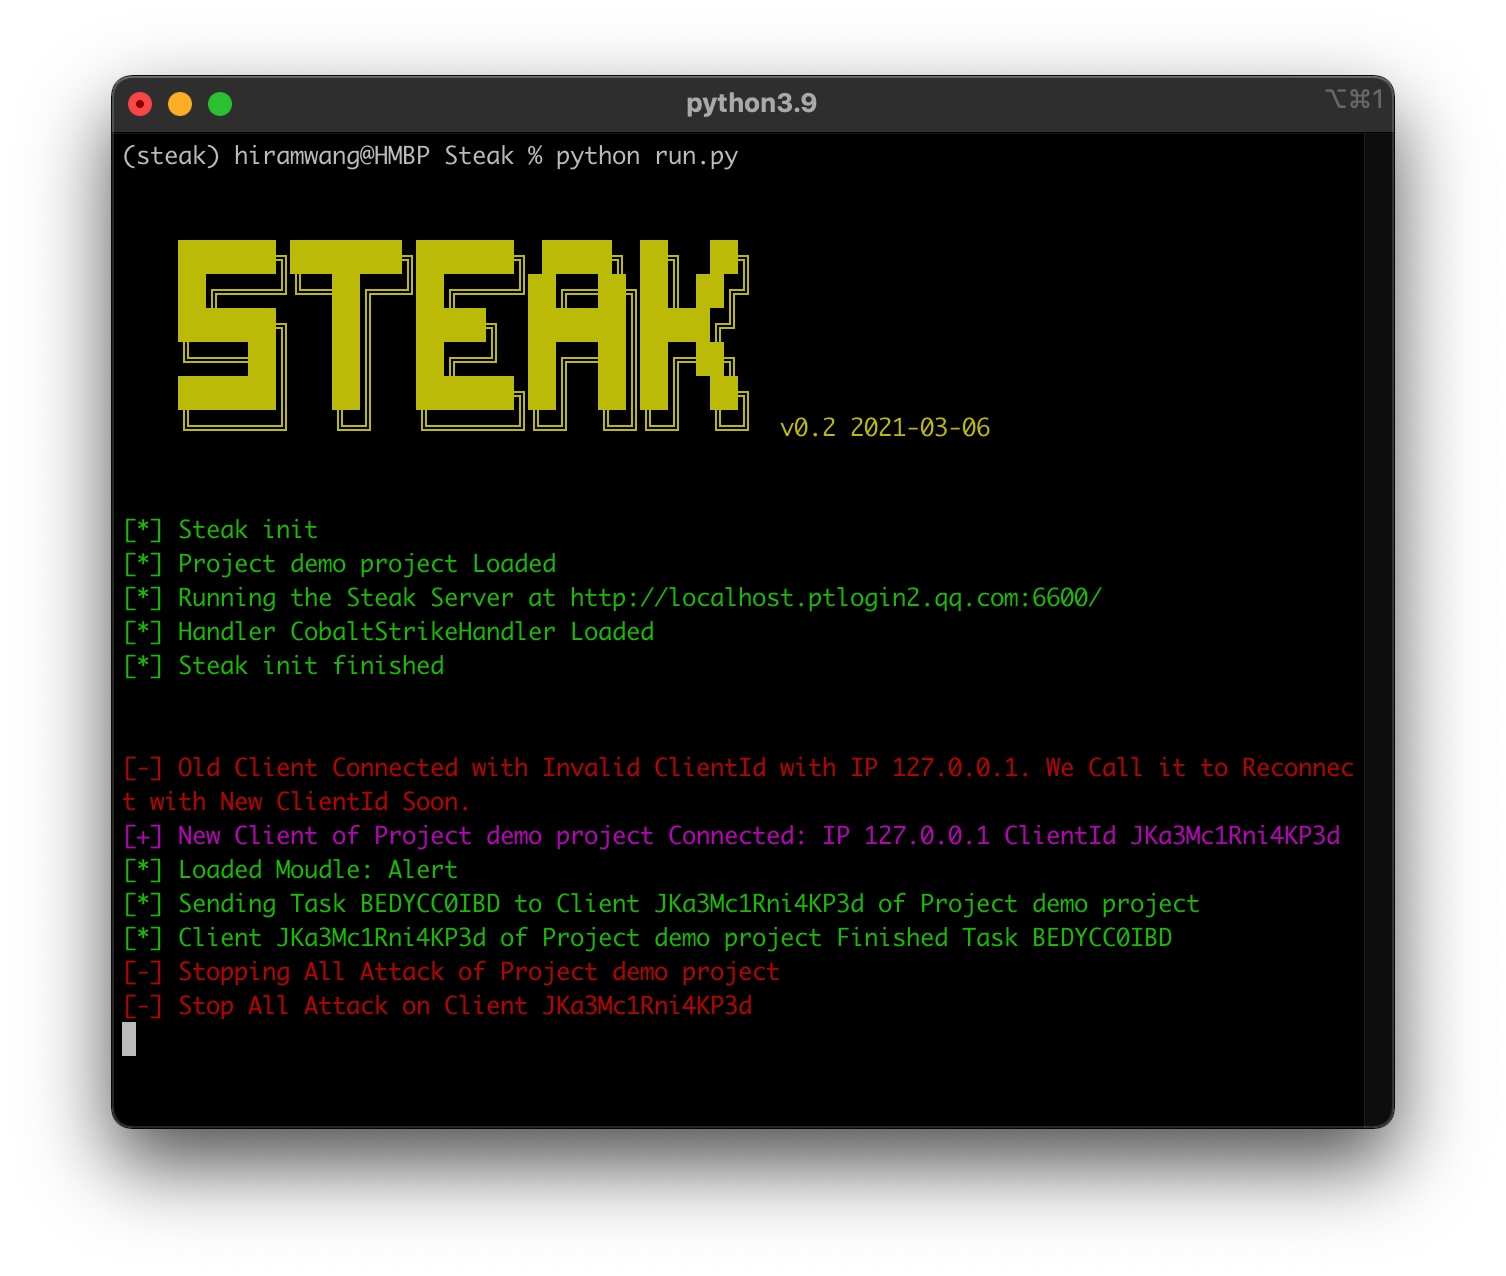 python3.9
⌥⌘1
(steak) hiramwang@HMBP Steak % python run.py
STEAK
v0.2 2021-03-06
[*] Steak init
[*] Project demo project Loaded
[*] Running the Steak Server at http://localhost.ptlogin2.qq.com:6600/
[*] Handler CobaltStrikeHandler Loaded
[*] Steak init finished
[-] Old Client Connected with Invalid ClientId with IP 127.0.0.1. We Call it to Reconnec
t with New ClientId Soon.
[+] New Client of Project demo project Connected: IP 127.0.0.1 ClientId JKa3Mc1Rni4KP3d
[*] Loaded Moudle: Alert
[*] Sending Task BEDYCC0IBD to Client JKa3Mc1Rni4KP3d of Project demo project
[*] Client JKa3Mc1Rni4KP3d of Project demo project Finished Task BEDYCC0IBD
[-] Stopping All Attack of Project demo project
[-] Stop All Attack on Client JKa3Mc1Rni4KP3d